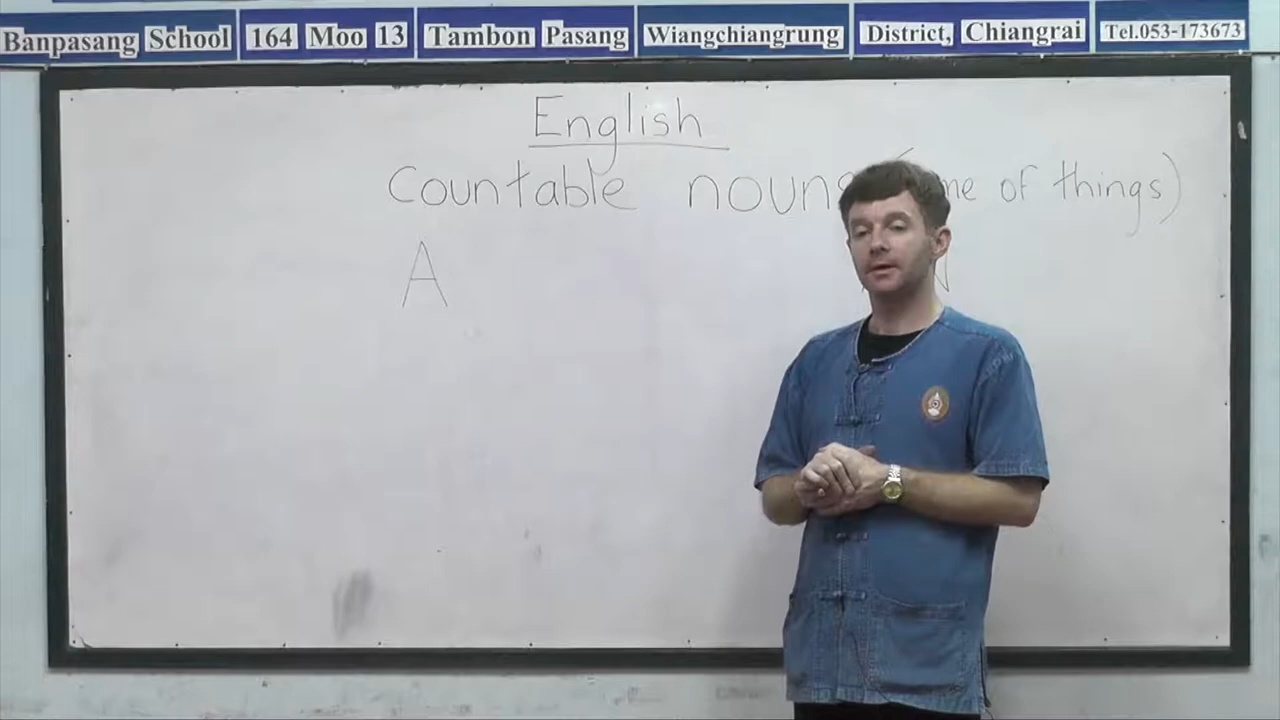 Banpasang School 164 Moo 13 Tambon Pasang Wiangchiangrung District, Chiangrai Tel.053-173673
English
Countable nouns (me of things)
A N